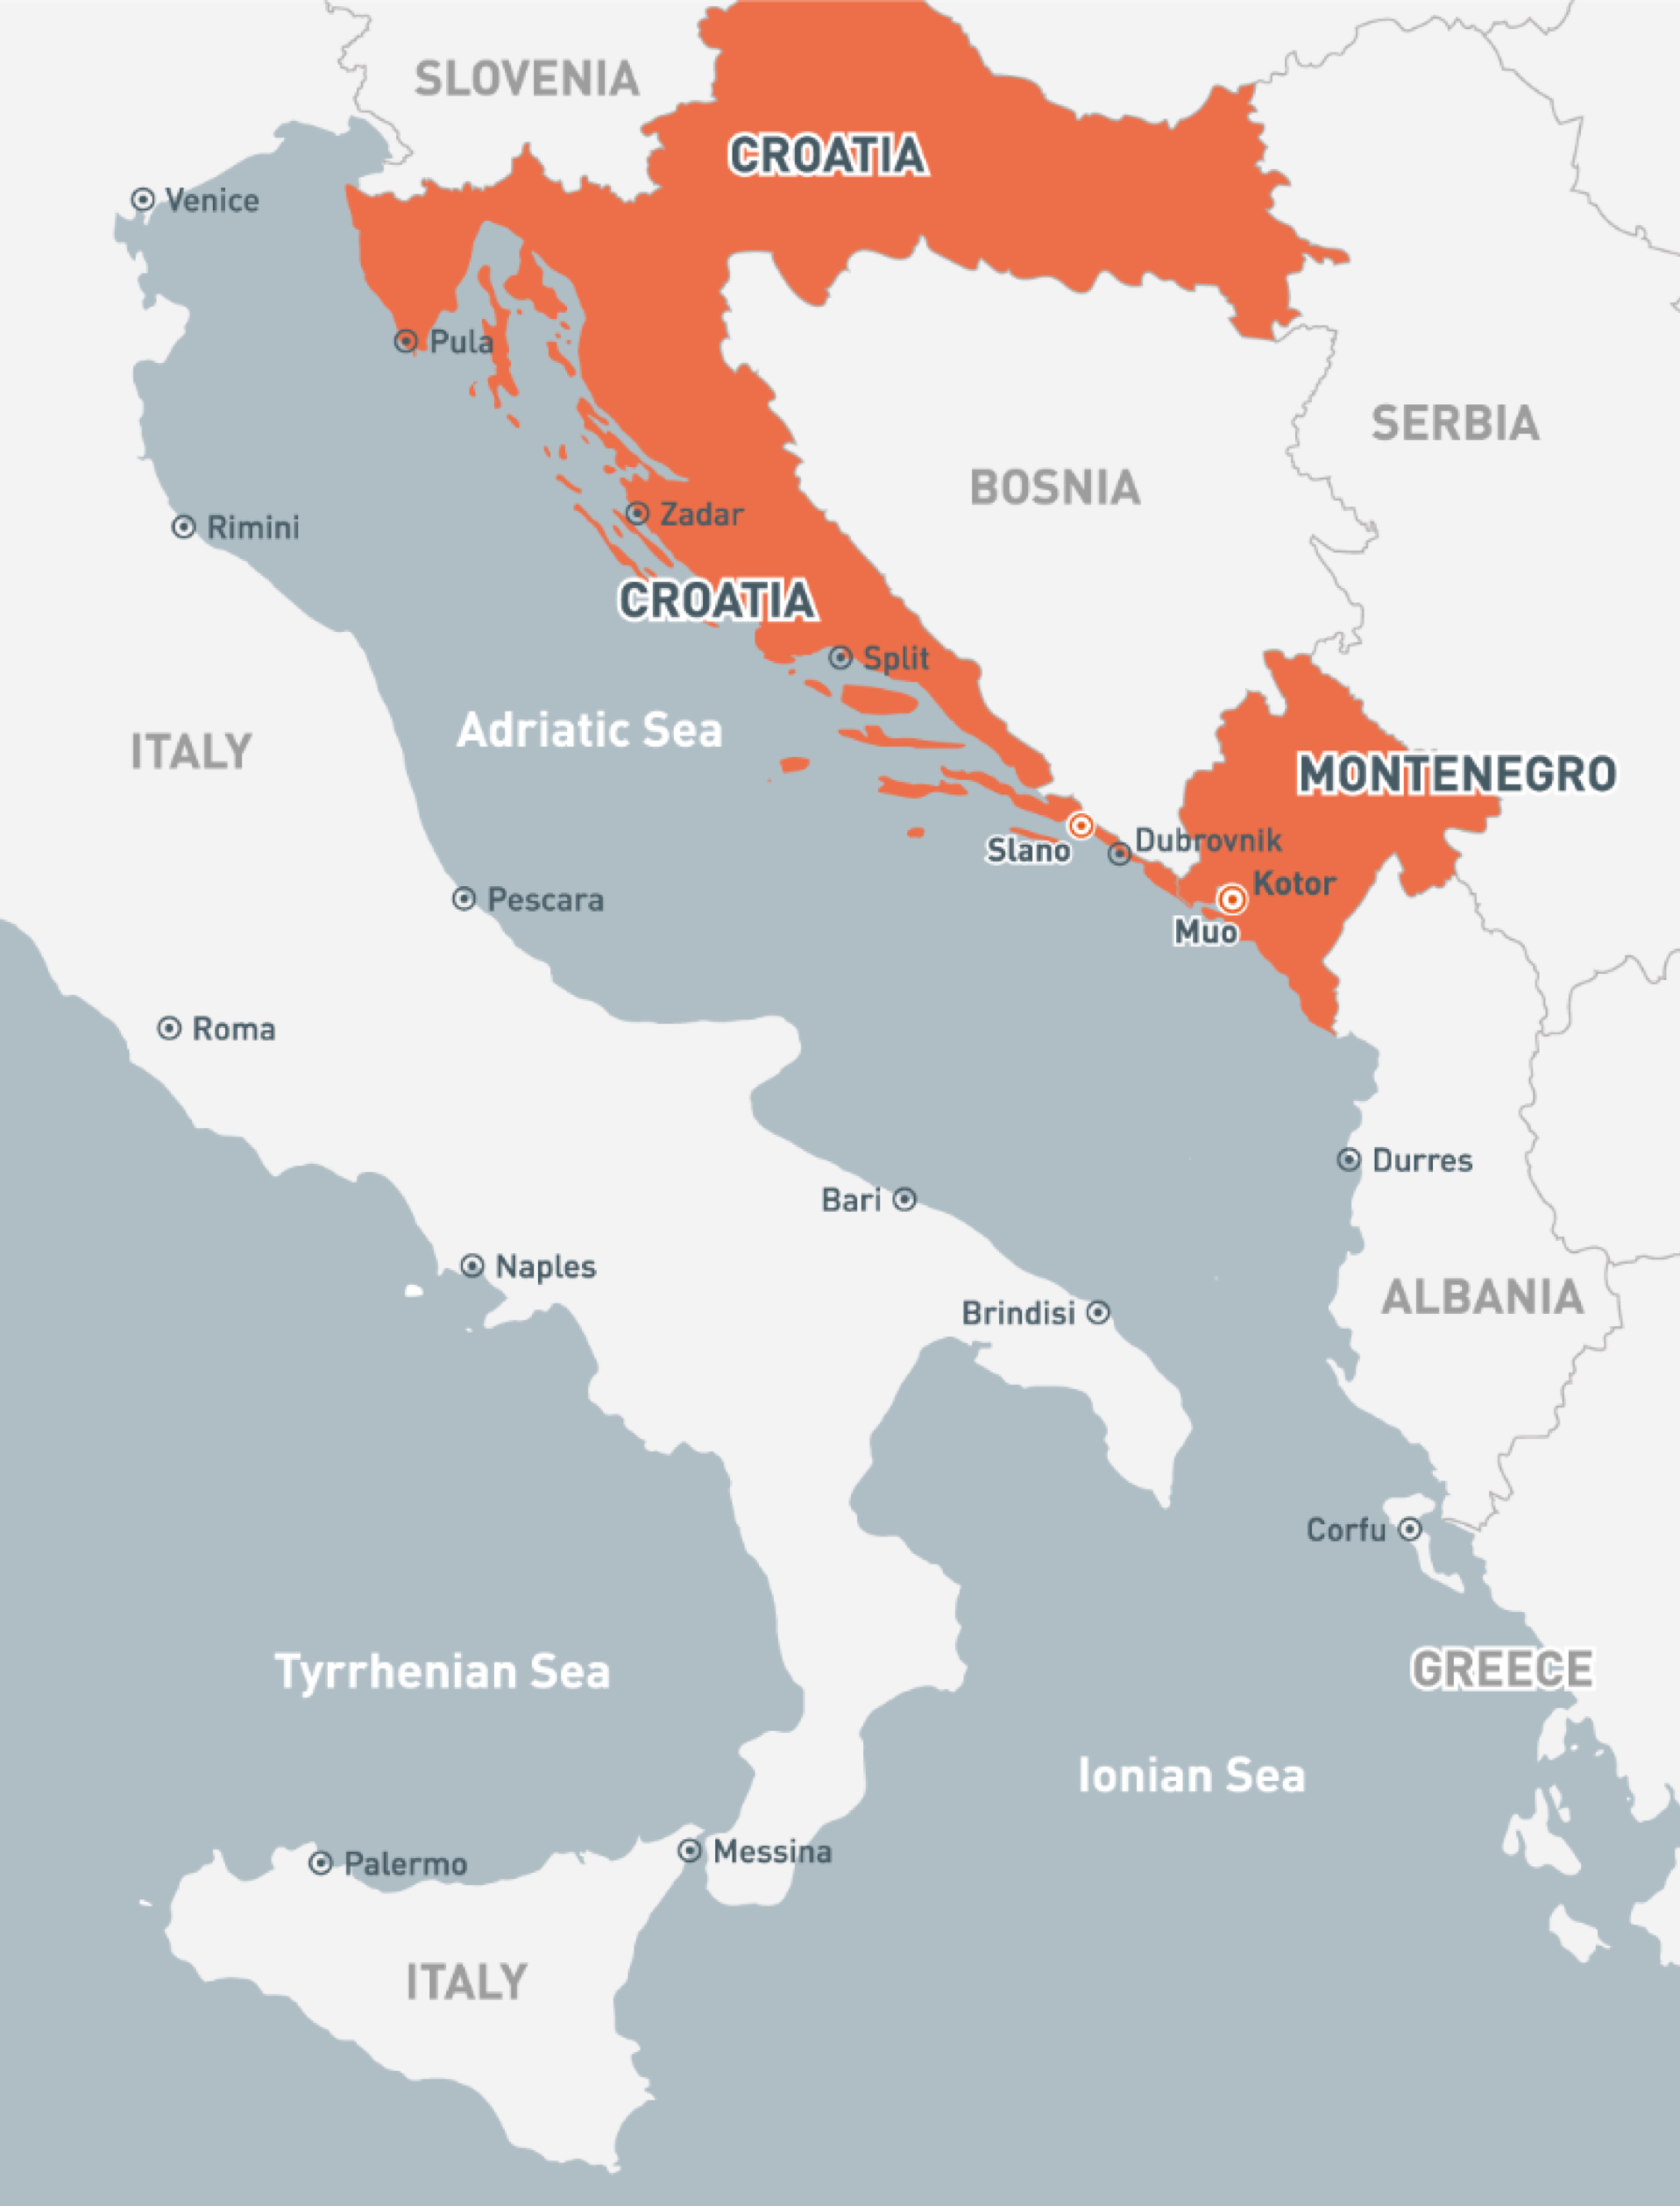 SLOVENIA
CROATIA
Venice
Pula
SERBIA
BOSNIA
Zadar
Rimini
CROATIA
Split
Adriatic Sea
ITALY
MONTENEGRO
Dubrovnik
Slano
Kotor
Pescara
Muo
Roma
Durres
Bari
Naples
ALBANIA
Brindisi
Corfu
GREECE
Tyrrhenian Sea
Ionian Sea
Messina
Palermo
ITALY